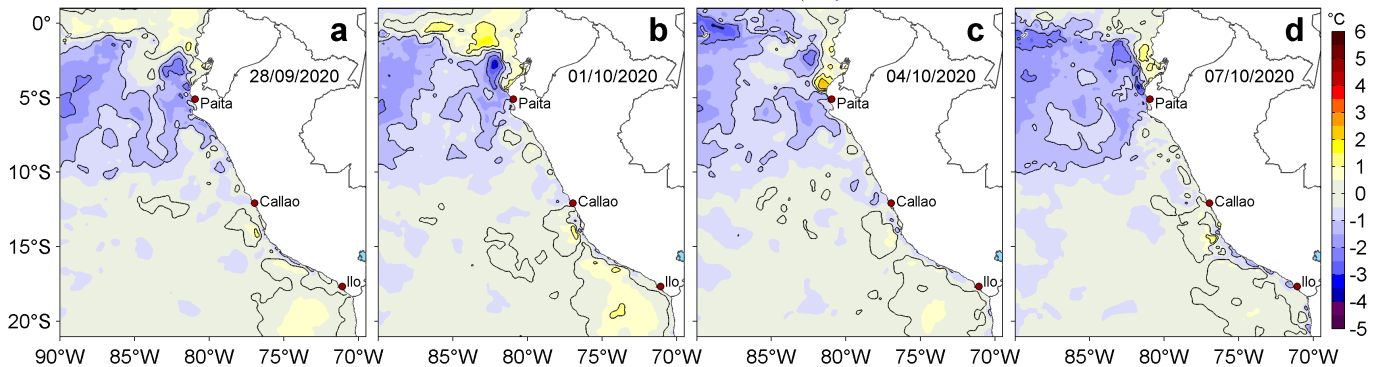 a
b
c
d
°C
0°
5°S
10°S
15°S
20°S
28/09/2020
01/10/2020
04/10/2020
07/10/2020
Paita
Callao
Ilo
Paita
Callao
Ilo
Paita
Callao
Ilo
Paita
Callao
Ilo
90°W 85°W 80°W 75°W 70°W
85°W 80°W 75°W 70°W
85°W 80°W 75°W 70°W
85°W 80°W 75°W 70°W
6
5
4
3
2
1
0
-1
-2
-3
-4
-5